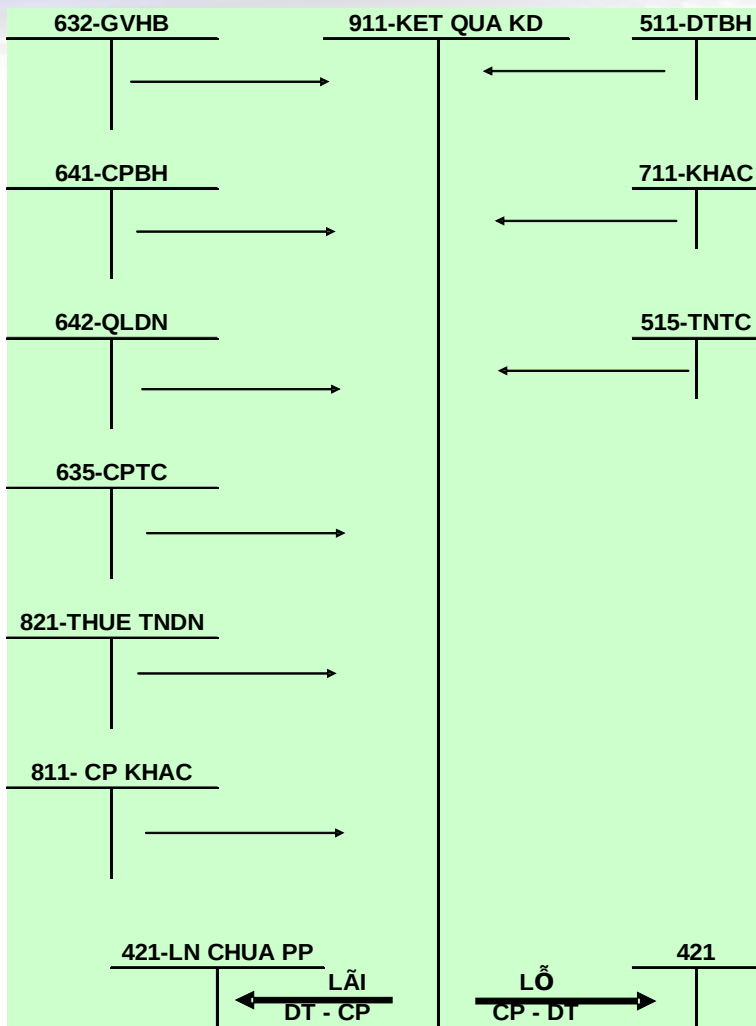 632-GVHB
911-KET QUA KD
511-DTBH
641-CPBH
711-KHAC
642-QLDN
515-TNTC
635-CPTC
821-THUE TNDN
811- CP KHAC
421-LN CHUA PP
421
LÃI
LỖ
DT - CP
CP - DT